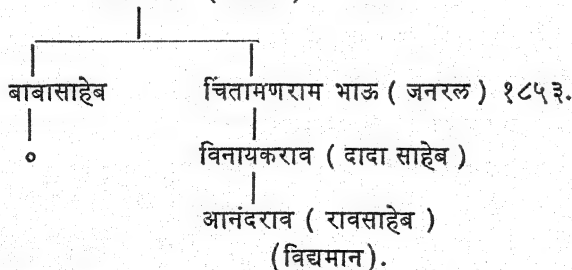 बाबासाहेब चिंतामणराम भाऊ ( जनरल ) १८५३.
० विनायकराव ( दादा साहेब )
आनंदराव ( रावसाहेब )
(विद्यमान).